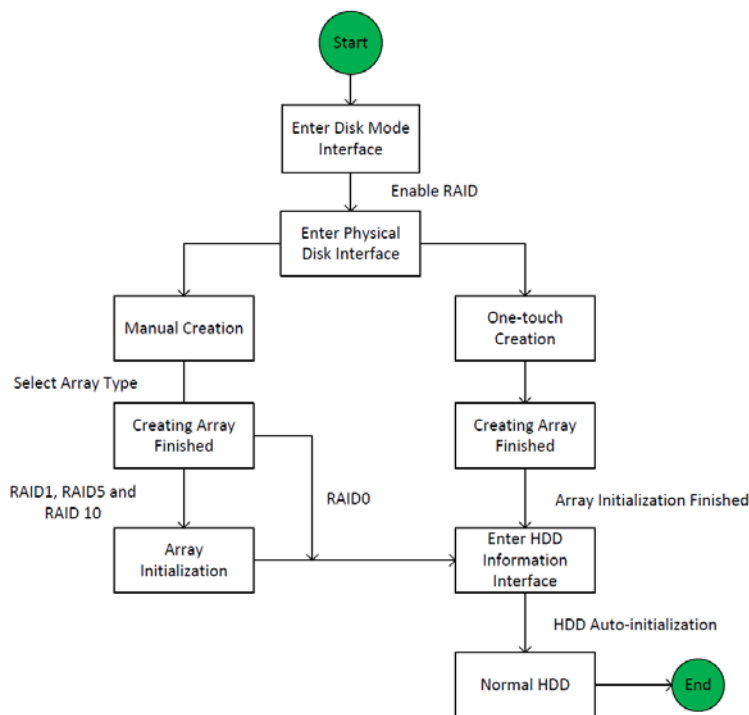 Start
Enter Disk Mode
Interface
Enable RAID
Enter Physical
Disk Interface
Manual Creation
One-touch
Creation
Select Array Type
Creating Array
Finished
Creating Array
Finished
RAID1, RAID5 and
RAID 10
RAID0
Array Initialization Finished
Array
Initialization
Enter HDD
Information
Interface
HDD Auto-initialization
Normal HDD
End